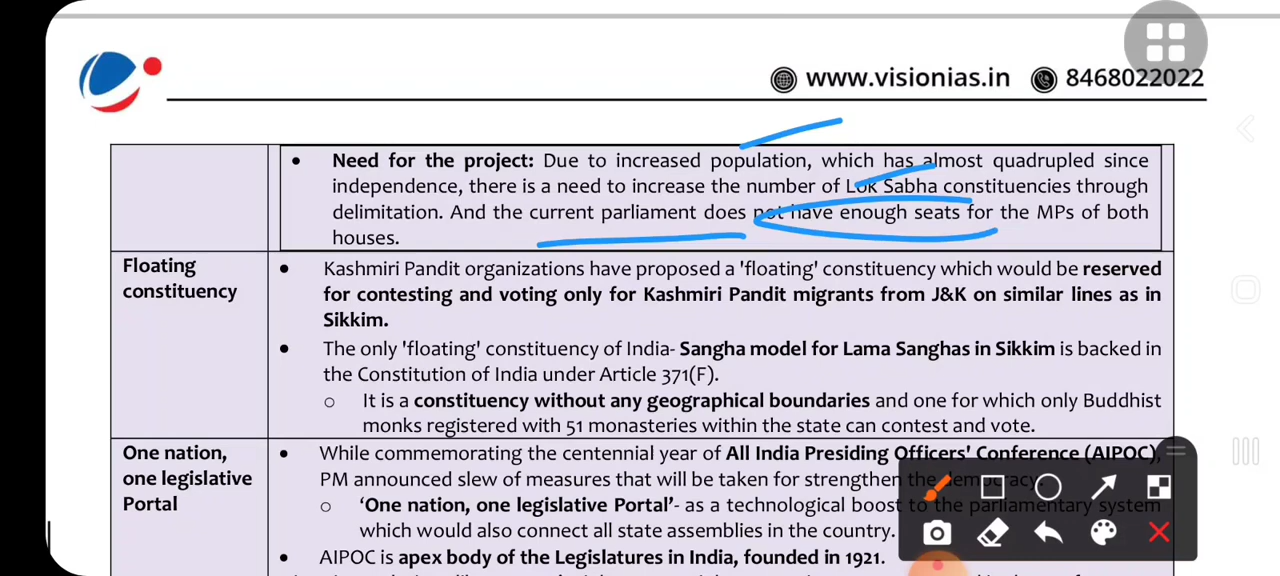 www.visionias.in 8468022022
• Need for the project: Due to increased population, which has almost quadrupled since
independence, there is a need to increase the number of Lok Sabha constituencies through
delimitation. And the current parliament does not have enough seats for the MPs of both
houses.
Floating
constituency
• Kashmiri Pandit organizations have proposed a 'floating' constituency which would be reserved
for contesting and voting only for Kashmiri Pandit migrants from J&K on similar lines as in
Sikkim.
• The only 'floating' constituency of India- Sangha model for Lama Sanghas in Sikkim is backed in
the Constitution of India under Article 371(F).
o It is a constituency without any geographical boundaries and one for which only Buddhist
monks registered with 51 monasteries within the state can contest and vote.
One nation,
one legislative
Portal
• While commemorating the centennial year of All India Presiding Officers' Conference (AIPOC),
PM announced slew of measures that will be taken for strengthen the democracy.
o 'One nation, one legislative Portal'- as a technological boost to the parliamentary system
which would also connect all state assemblies in the country.
• AIPOC is apex body of the Legislatures in India, founded in 1921.